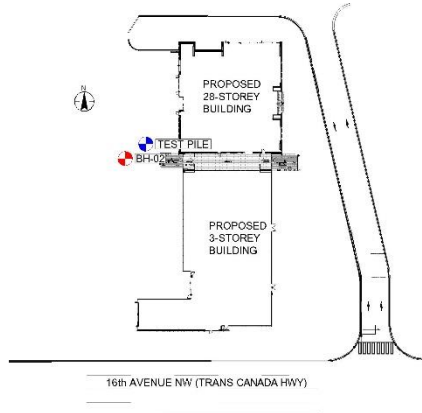 PROPOSED
28-STOREY
BUILDING
N
TEST PILE
BH-02
PROPOSED
3-STOREY
BUILDING
16th AVENUE NW (TRANS CANADA HWY)